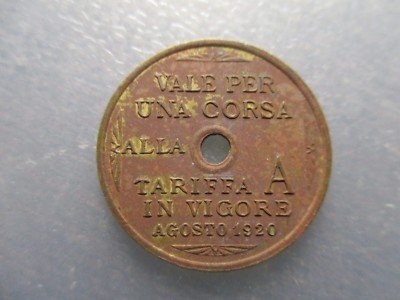 VALE PER
UNA CORSA
ALLA
TARIFFA A
IN VIGORE
AGOSTO 1920